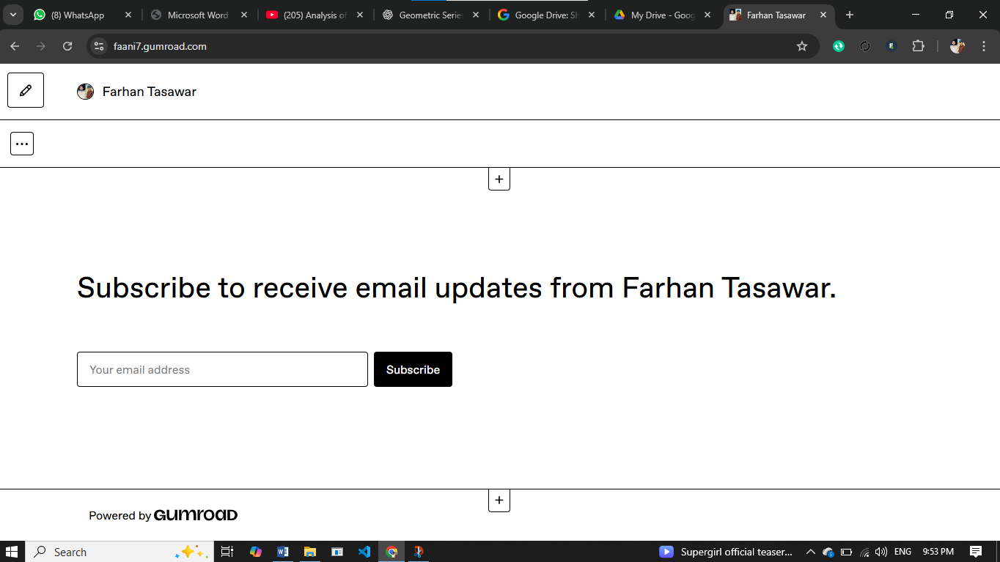 (8) WhatsApp
Microsoft Word
(205) Analysis of
Geometric Series
Google Drive: Sh
My Drive - Goog
Farhan Tasawar
faani7.gumroad.com
Farhan Tasawar
Subscribe to receive email updates from Farhan Tasawar.
Your email address
Subscribe
Powered by GUMROAD
Search
Supergirl official teaser...
ENG
9:53 PM